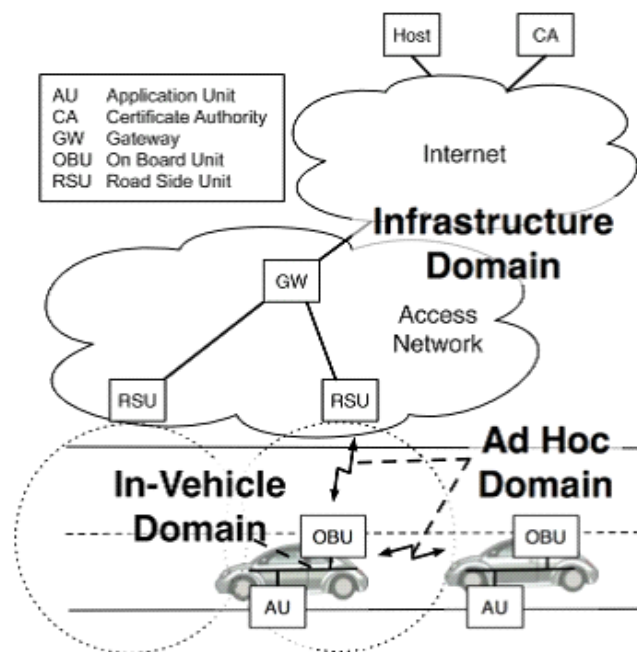 Host
CA
AU Application Unit
CA Certificate Authority
GW Gateway
OBU On Board Unit
RSU Road Side Unit
Internet
Infrastructure
Domain
GW
Access
Network
RSU
RSU
Ad Hoc
Domain
In-Vehicle
Domain
OBU
OBU
AU
AU